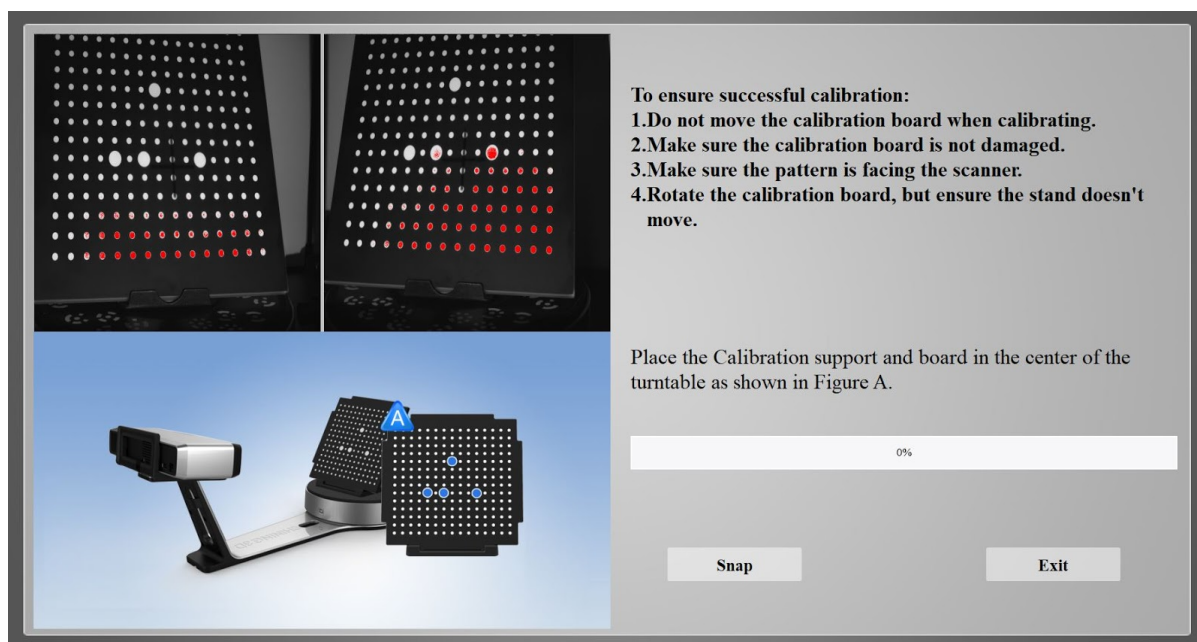 To ensure successful calibration:
1.Do not move the calibration board when calibrating.
2.Make sure the calibration board is not damaged.
3.Make sure the pattern is facing the scanner.
4.Rotate the calibration board, but ensure the stand doesn't
move.
Place the Calibration support and board in the center of the
turntable as shown in Figure A.
A
0%
Snap
Exit